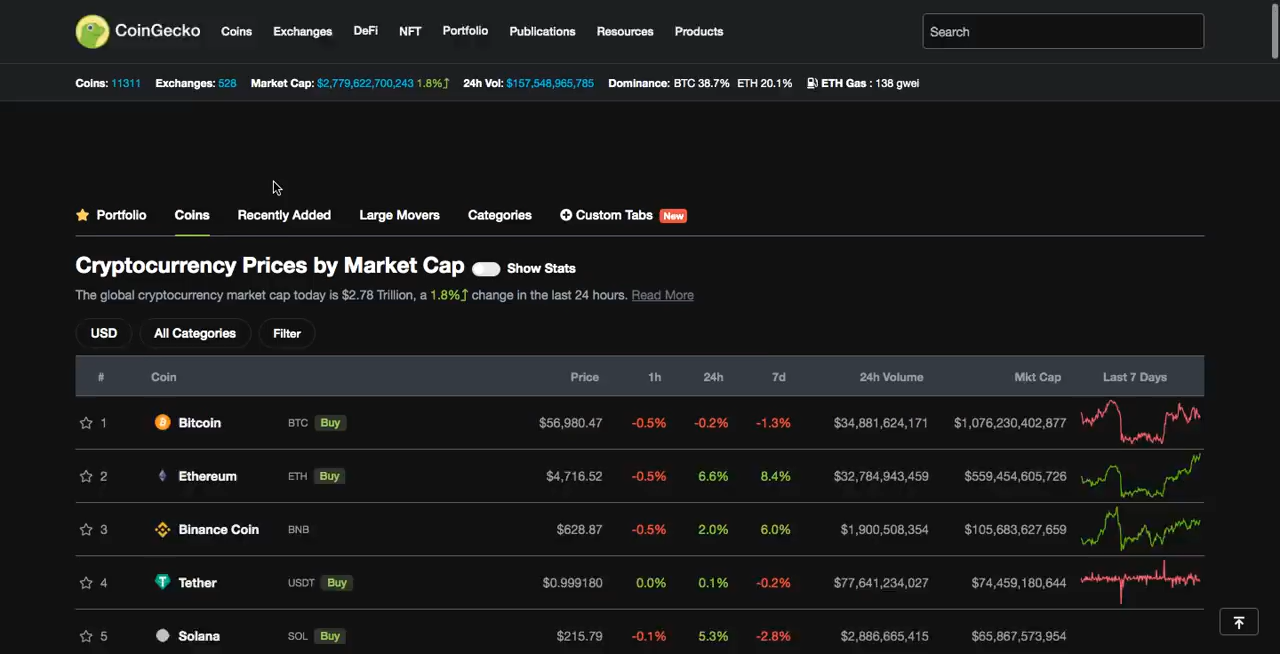 CoinGecko Coins Exchanges DeFi NFT Portfolio Publications Resources Products Search
Coins: 11311 Exchanges: 528 Market Cap: $2,779,622,700,243 1.8% 24h Vol: $157,548,965,785 Dominance: BTC 38.7% ETH 20.1% ETH Gas : 138 gwei
Portfolio Coins Recently Added Large Movers Categories Custom Tabs New
Cryptocurrency Prices by Market Cap Show Stats
The global cryptocurrency market cap today is $2.78 Trillion, a 1.8% change in the last 24 hours. Read More
USD All Categories Filter
# Coin Price 1h 24h 7d 24h Volume Mkt Cap Last 7 Days
1 Bitcoin BTC Buy $56,980.47 -0.5% -0.2% -1.3% $34,881,624,171 $1,076,230,402,877
2 Ethereum ETH Buy $4,716.52 -0.5% 6.6% 8.4% $32,784,943,459 $559,454,605,726
3 Binance Coin BNB $628.87 -0.5% 2.0% 6.0% $1,900,508,354 $105,683,627,659
4 Tether USDT Buy $0.999180 0.0% 0.1% -0.2% $77,641,234,027 $74,459,180,644
5 Solana SOL Buy $215.79 -0.1% 5.3% -2.8% $2,886,665,415 $65,867,573,954